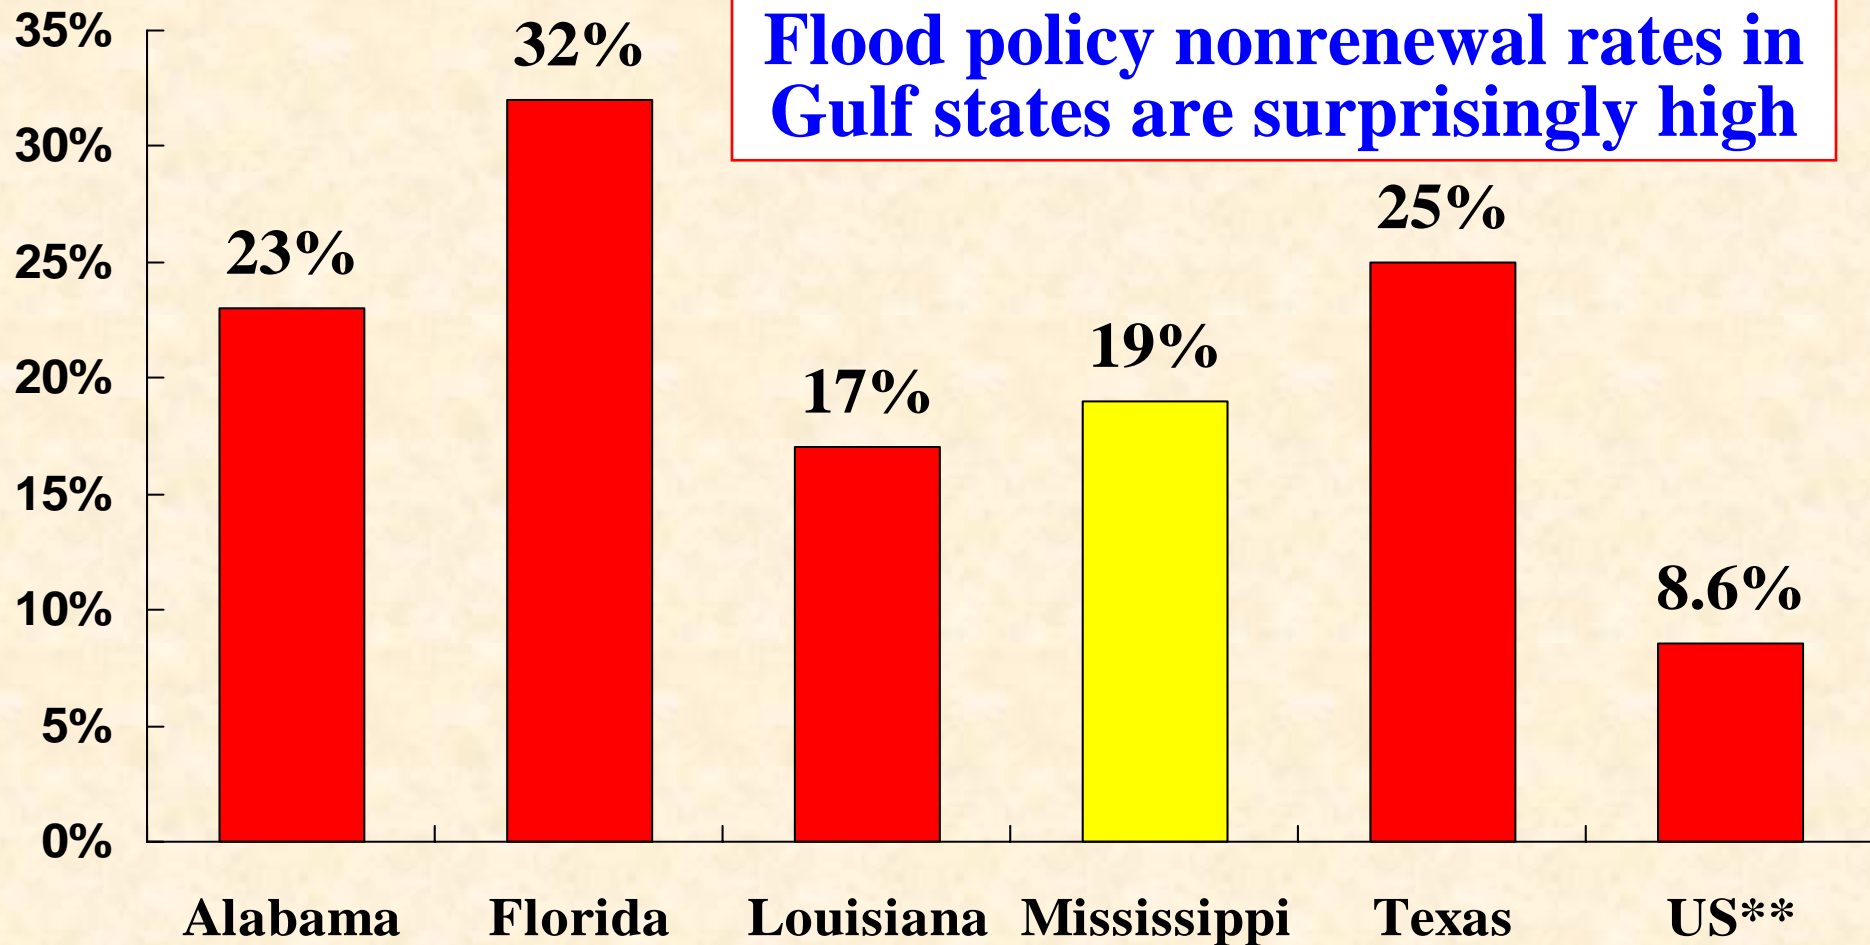 Flood policy nonrenewal rates in
Gulf states are surprisingly high
35%
30%
25%
20%
15%
10%
5%
0%
23%
32%
17%
19%
25%
8.6%
Alabama
Florida
Louisiana
Mississippi
Texas
US**